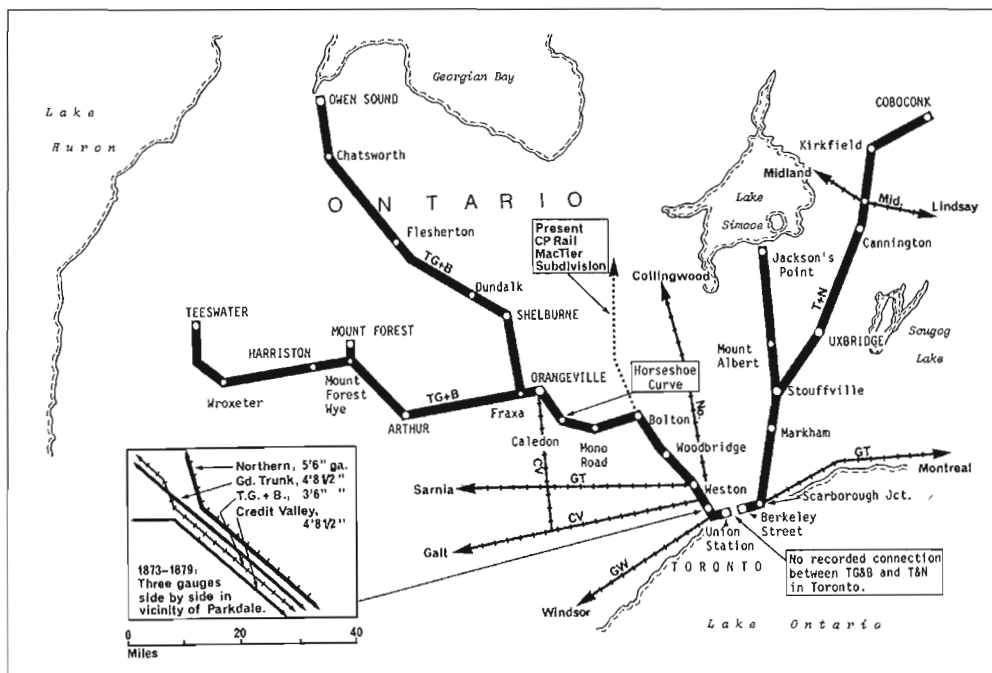 Lake
Huron
Georgian Bay
OWEN SOUND
Chatsworth
ONTARIO
Flesherton
TG+B
Dundalk
SHELBURNE
TEESWATER
MOUNT FOREST
HARRISTON
Wroxeter
Mount
Forest
Wye
TG+B
ARTHUR
Fraxa
ORANGEVILLE
Present
CP Rail
MacTier
Subdivision
Collingwood
Horseshoe
Curve
Caledon
Mono
Road
Bolton
Woodbridge
No.
CV
Weston
GT
Sarnia
CV
Galt
GW
Windsor
Union
Station
TORONTO
Berkeley
Street
Scarborough Jct.
GT
Montreal
No recorded connection
between TG&B and T&N
in Toronto.
Lake Ontario
COBOCONK
Kirkfield
Midland
Mid.
Lindsay
Lake
Simcoe
Cannington
Jackson's
Point
T+N
UXBRIDGE
Scugog
Lake
Mount
Albert
Stouffville
Markham
Northern, 5'6" ga.
Gd. Trunk, 4'8 1/2"
T.G. + B., 3'6" "
Credit Valley,
4'8 1/2"
1873–1879:
Three gauges
side by side in
vicinity of Parkdale.
0 20 40
Miles